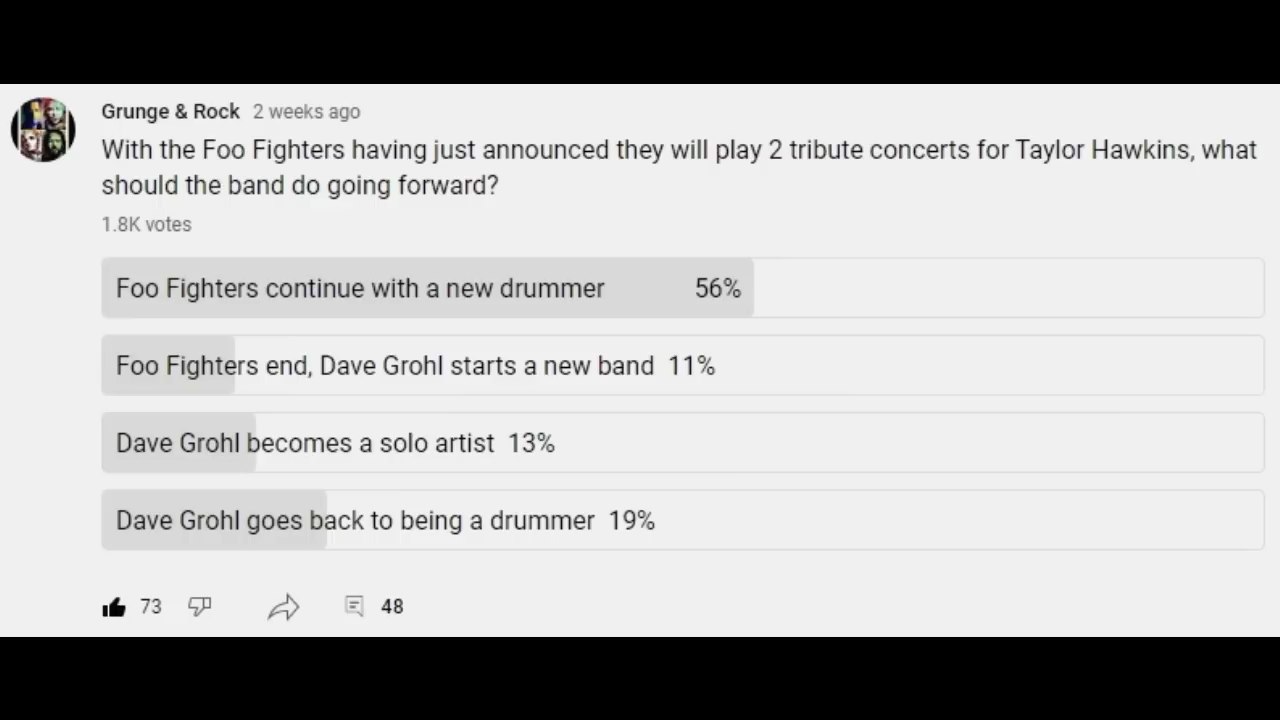 Grunge & Rock 2 weeks ago
With the Foo Fighters having just announced they will play 2 tribute concerts for Taylor Hawkins, what
should the band do going forward?
1.8K votes
Foo Fighters continue with a new drummer 56%
Foo Fighters end, Dave Grohl starts a new band 11%
Dave Grohl becomes a solo artist 13%
Dave Grohl goes back to being a drummer 19%
73 48